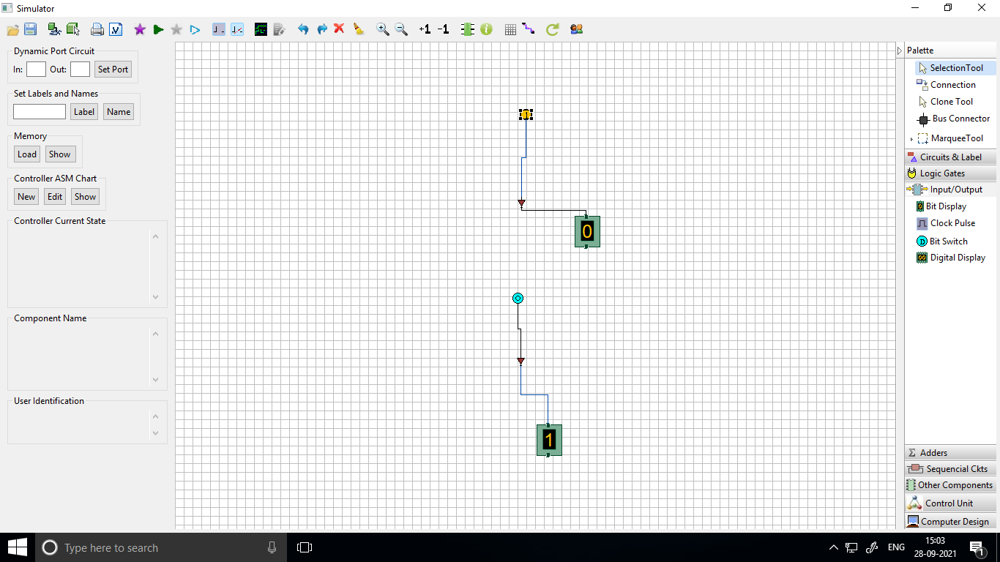 Simulator
+1 -1
Dynamic Port Circuit
In: Out: Set Port
Set Labels and Names
Label Name
Memory
Load Show
Controller ASM Chart
New Edit Show
Controller Current State
Component Name
User Identification
1
0
1
Palette
SelectionTool
Connection
Clone Tool
Bus Connector
MarqueeTool
Circuits & Label
Logic Gates
Input/Output
Bit Display
Clock Pulse
D Bit Switch
Digital Display
Σ Adders
Sequencial Ckts
Other Components
Control Unit
Computer Design
Type here to search
ENG
15:03
28-09-2021
1